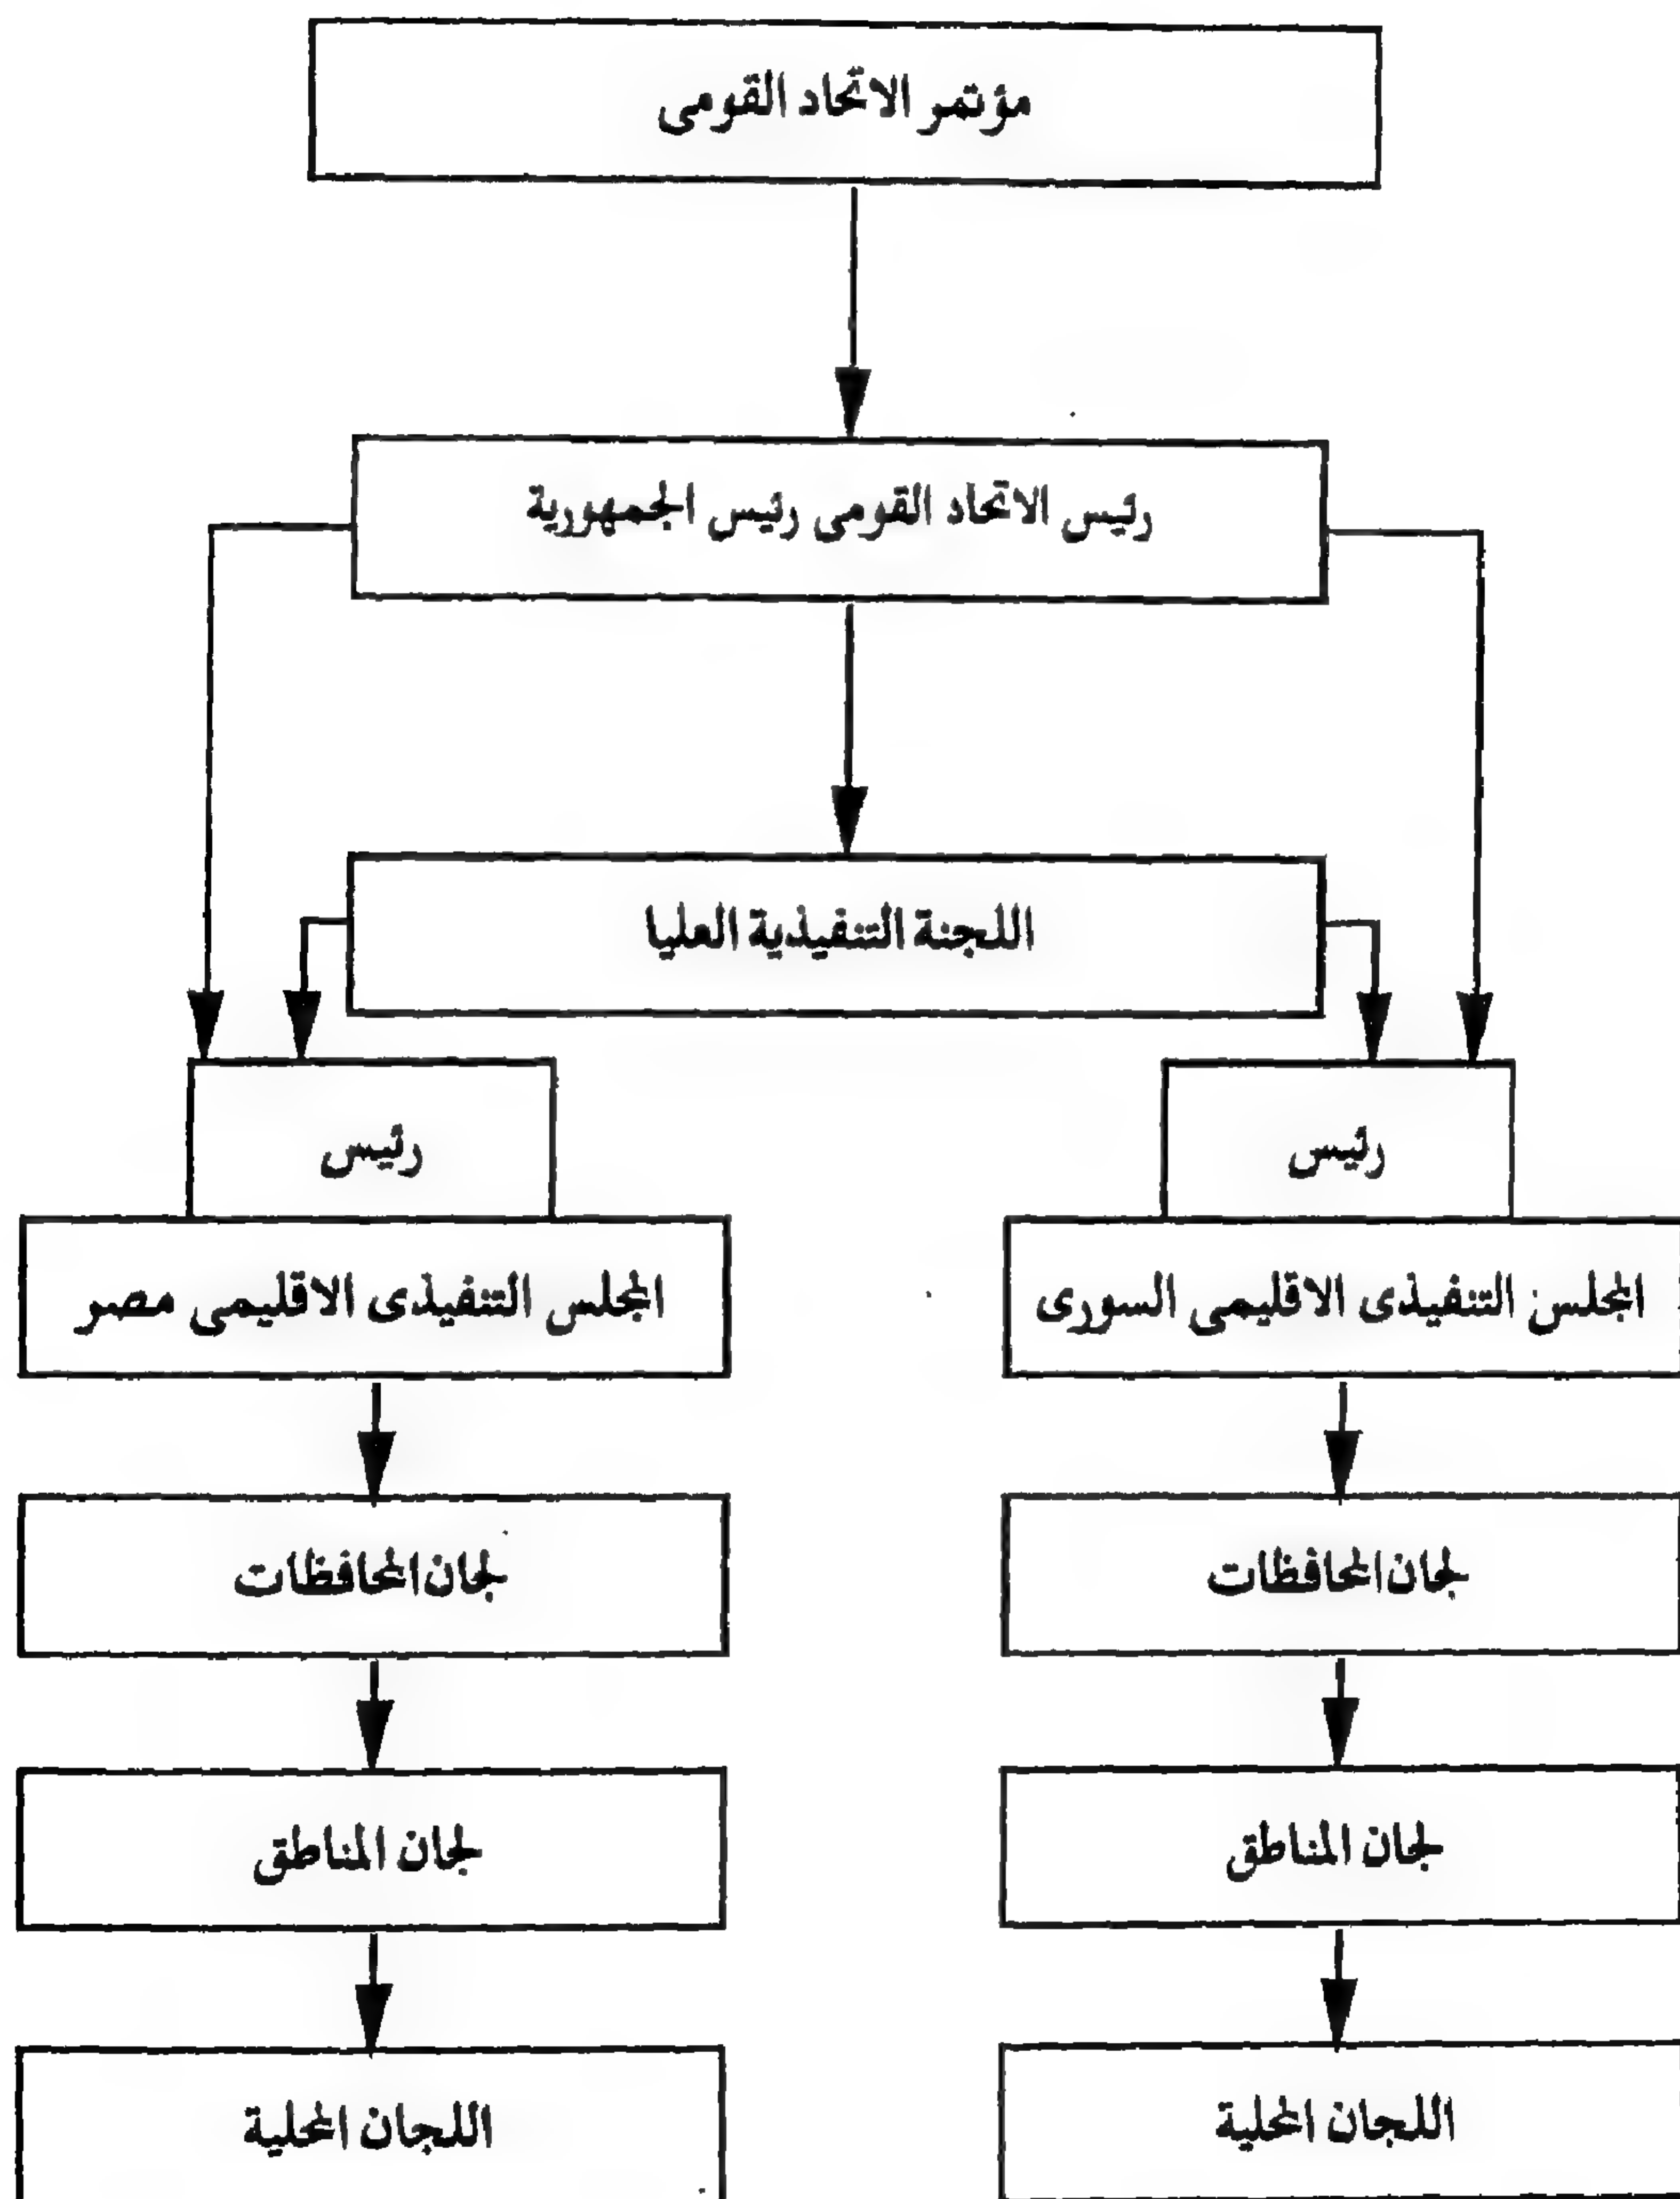 مؤتمر الاتحاد القومى
رئيس الاتحاد القومى رئيس الجمهورية
اللجنة التنفيذية العليا
رئيس
رئيس
المجلس التنفيذى الاقليمى السورى
المجلس التنفيذى الاقليمى مصر
لجان المحافظات
لجان المحافظات
لجان المناطق
لجان المناطق
اللجان المحلية
اللجان المحلية